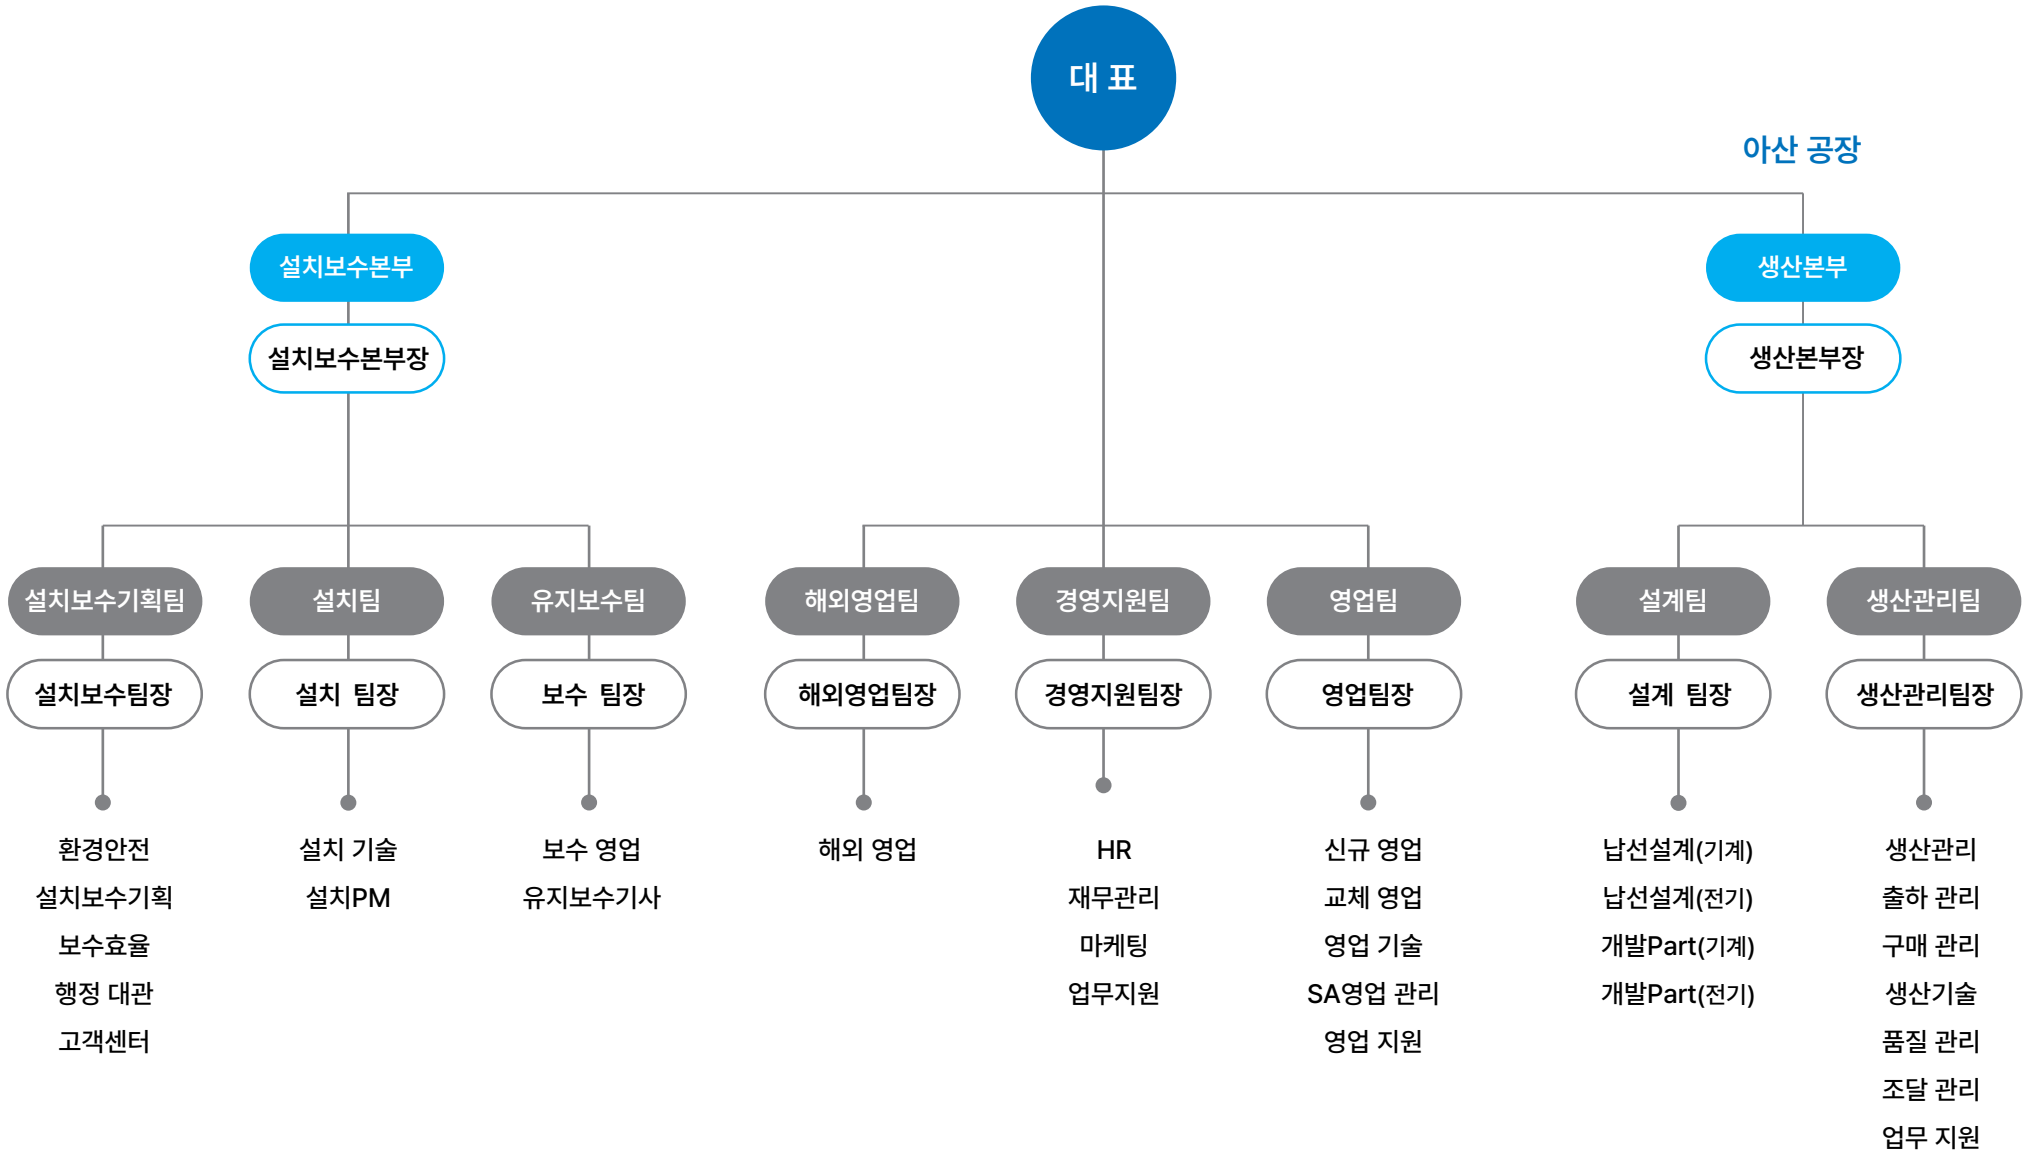 대 표
아산 공장
설치보수본부
설치보수본부장
생산본부
생산본부장
설치보수기획팀
설치보수팀장
환경안전
설치보수기획
보수효율
행정 대관
고객센터
설치팀
설치 팀장
설치 기술
설치PM
유지보수팀
보수 팀장
보수 영업
유지보수기사
해외영업팀
해외영업팀장
해외 영업
경영지원팀
경영지원팀장
HR
재무관리
마케팅
업무지원
영업팀
영업팀장
신규 영업
교체 영업
영업 기술
SA영업 관리
영업 지원
설계팀
설계 팀장
납선설계(기계)
납선설계(전기)
개발Part(기계)
개발Part(전기)
생산관리팀
생산관리팀장
생산관리
출하 관리
구매 관리
생산기술
품질 관리
조달 관리
업무 지원